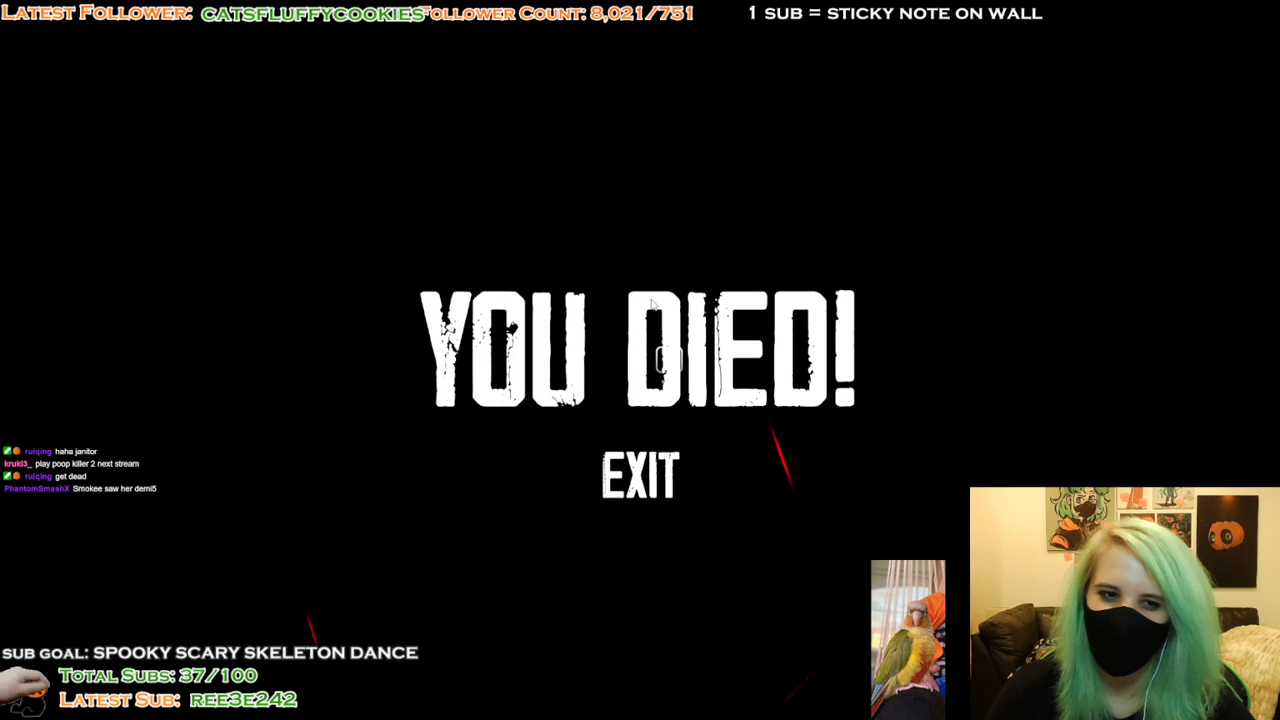 LATEST FOLLOWER: CATSFLUFFYCOOKIES FOLLOWER COUNT: 8,021/751 1 SUB = STICKY NOTE ON WALL
YOU DIED!
EXIT
ruiqing haha janitor
krukl3_ play poop killer 2 next stream
ruiqing get dead
PhantomSmashX Smokee saw her demi5
SUB GOAL: SPOOKY SCARY SKELETON DANCE
TOTAL SUBS: 37/100
LATEST SUB: REE3E242